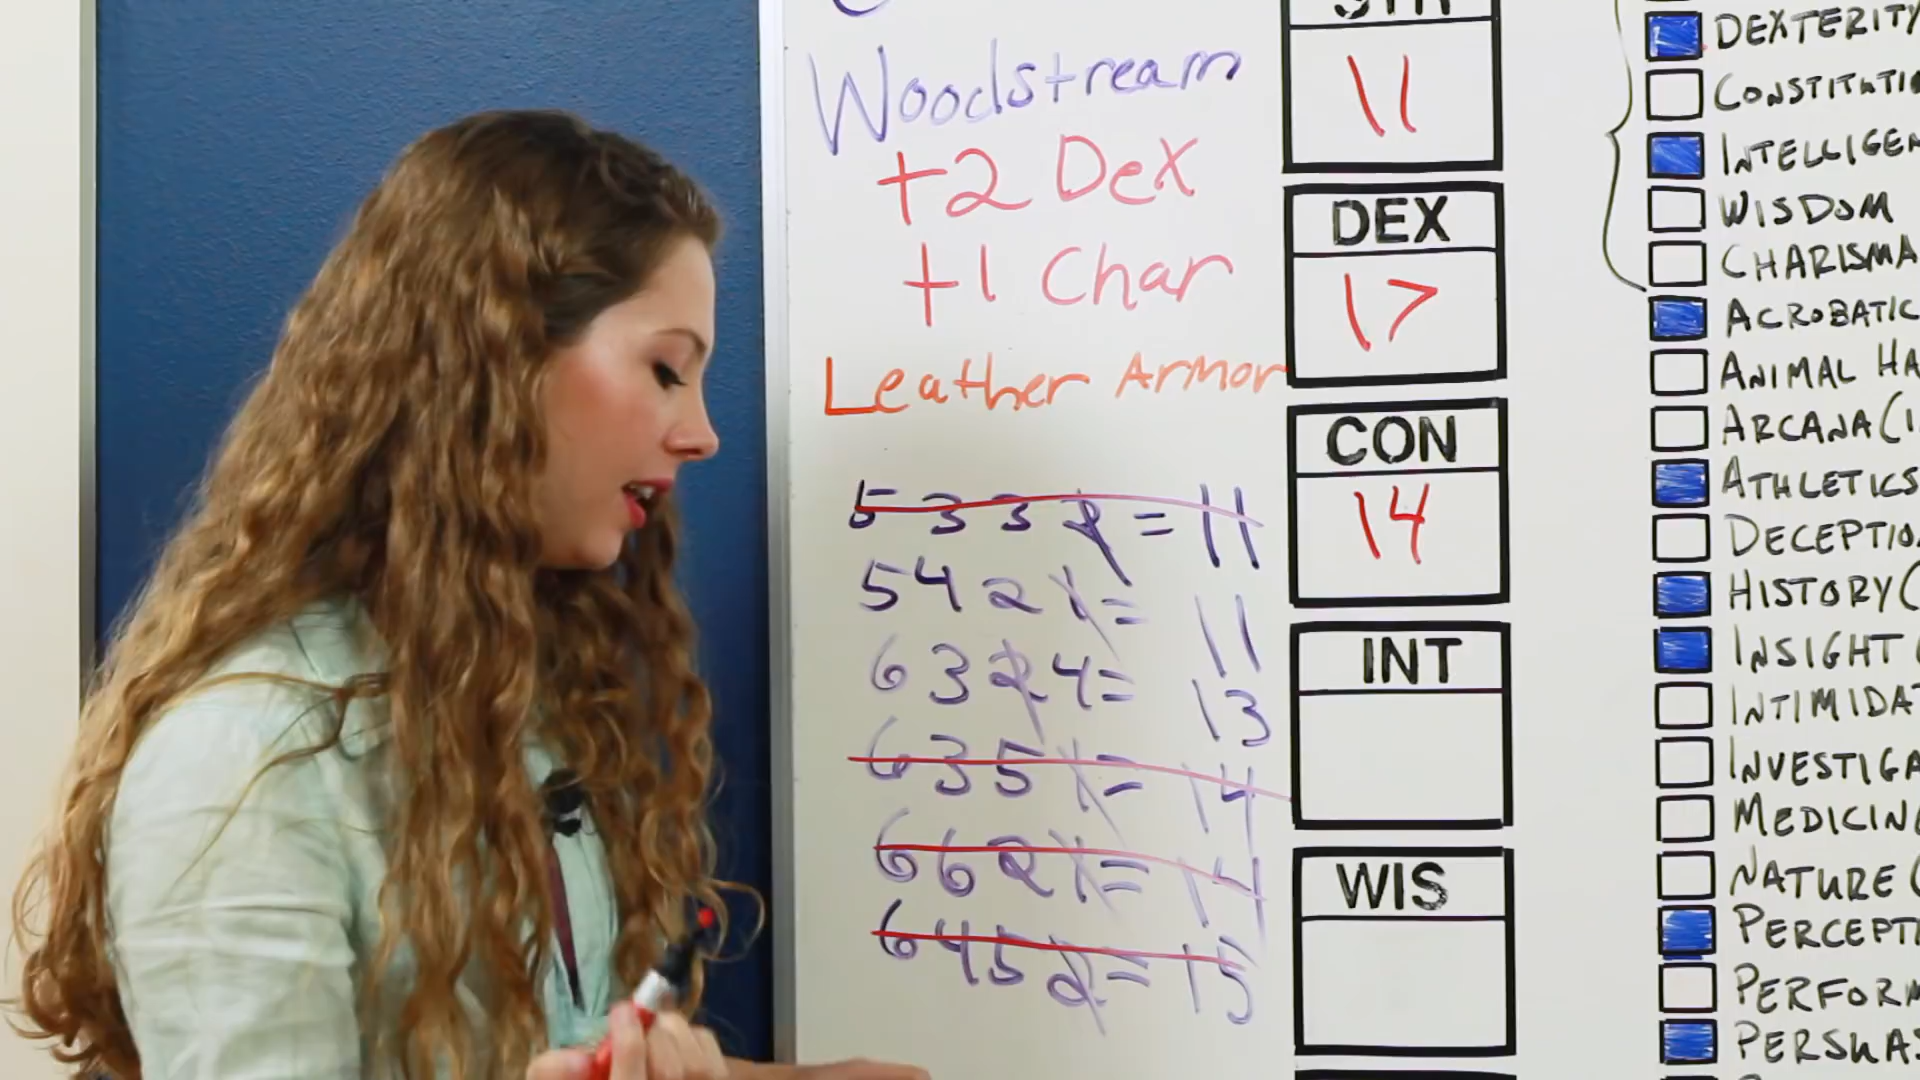 Woodstream
+2 Dex
+1 Char
Leather Armor
5 3 3 2 = 11
5 4 2 1 = 11
6 3 2 4 = 13
6 3 5 1 = 14
6 6 2 1 = 14
6 4 5 2 = 15
STR
11
DEX
17
CON
14
INT
WIS
DEXTERITY
CONSTITUTIO
INTELLIGEN
WISDOM
CHARISMA
ACROBATIC
ANIMAL HA
ARCANA (I
ATHLETICS
DECEPTIO
HISTORY (
INSIGHT (
INTIMIDAT
INVESTIGA
MEDICINE
NATURE (
PERCEPT
PERFORM
PERSUAS